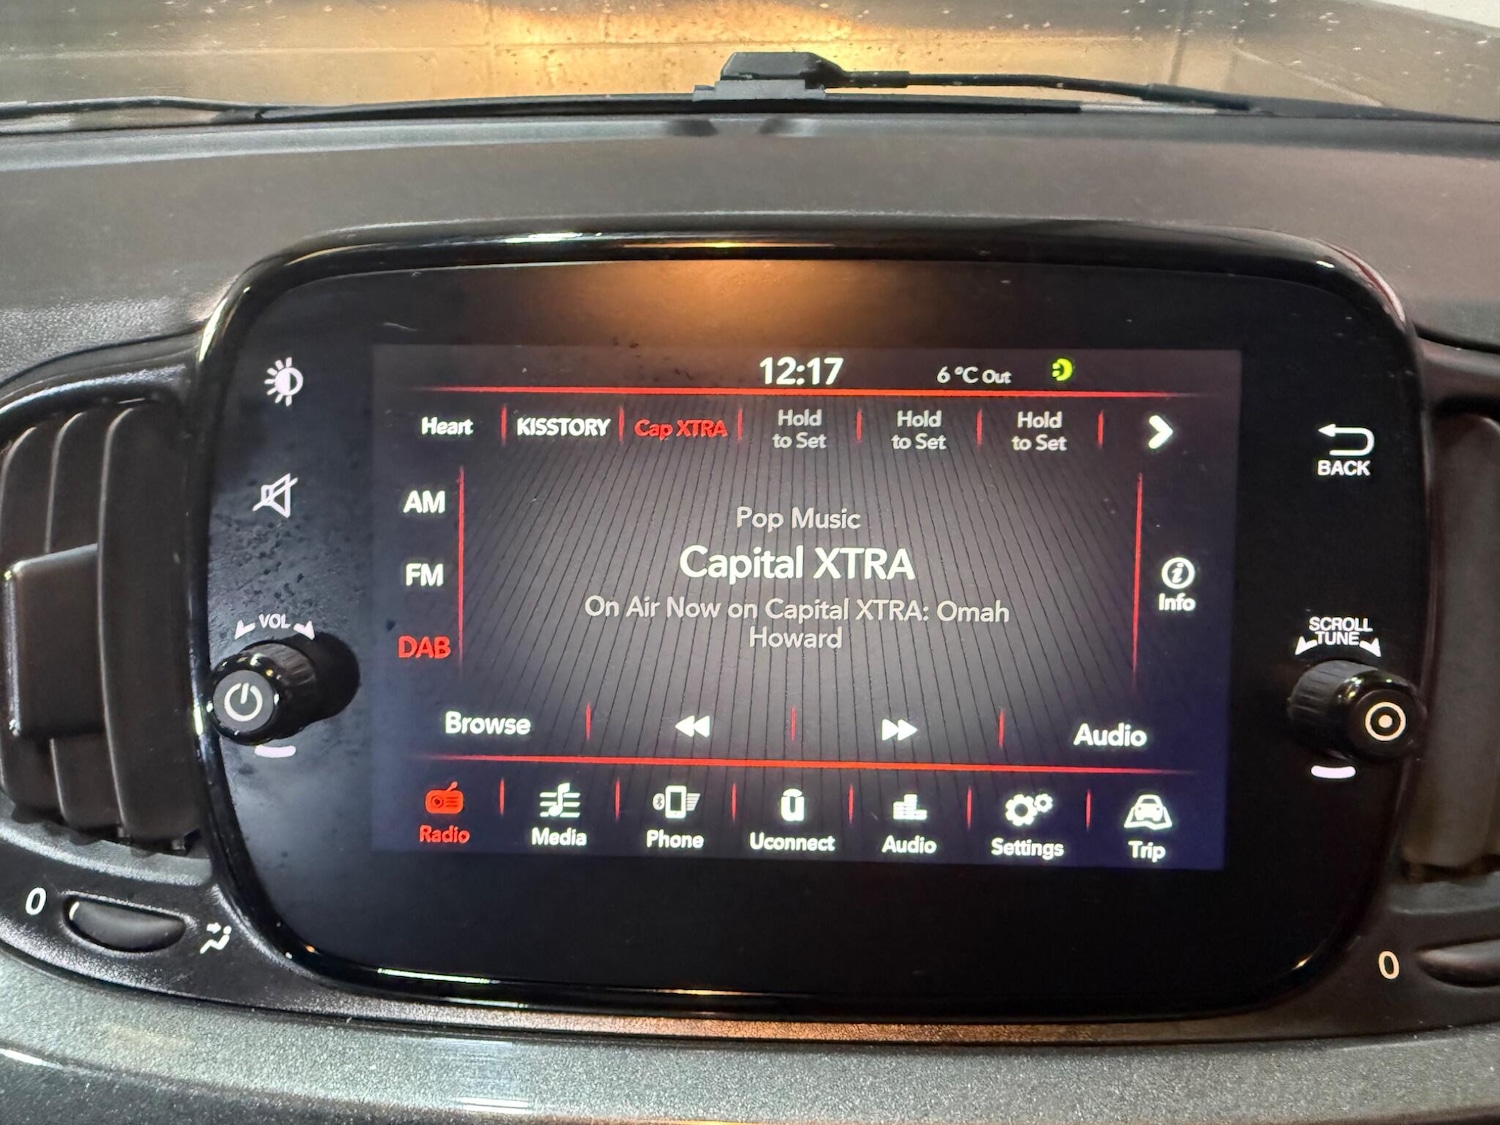 12:17
6 °C Out
Heart
KISSTORY
Cap XTRA
Hold
to Set
Hold
to Set
Hold
to Set
AM
FM
DAB
Pop Music
Capital XTRA
On Air Now on Capital XTRA: Omah
Howard
Info
Browse
Audio
Radio
Media
Phone
Uconnect
Audio
Settings
Trip
VOL
BACK
SCROLL
TUNE
0
0